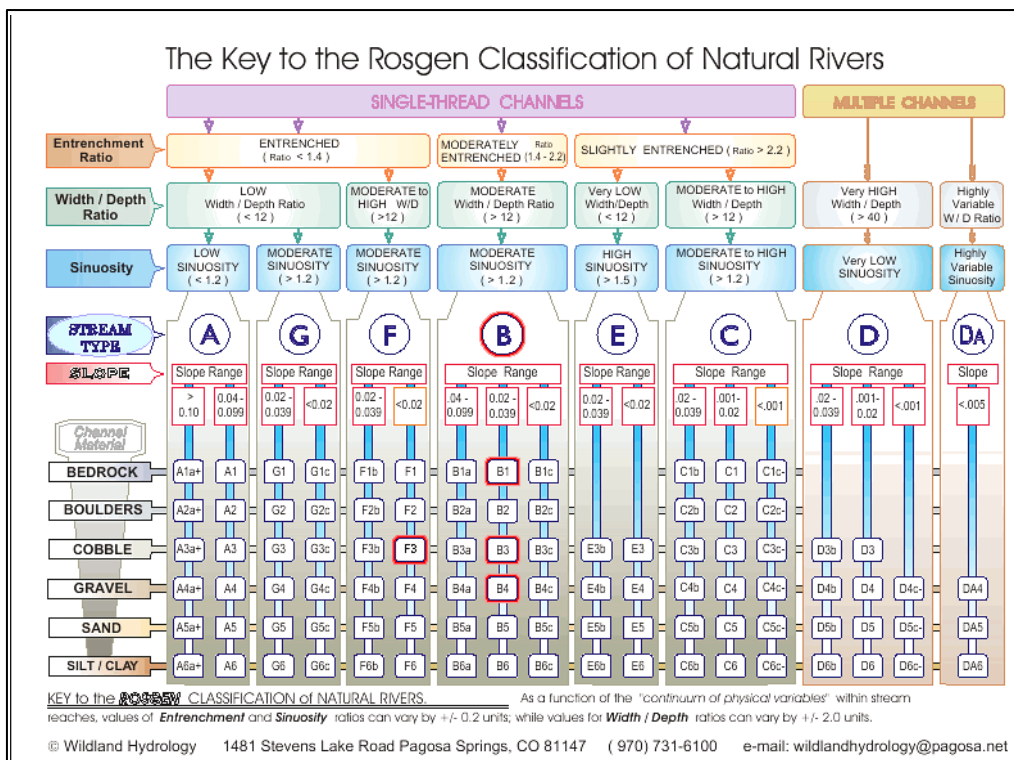 The Key to the Rosgen Classification of Natural Rivers
SINGLE-THREAD CHANNELS
MULTIPLE CHANNELS
Entrenchment
Ratio
ENTRENCHED
( Ratio < 1.4 )
MODERATELY Ratio
ENTRENCHED (1.4 - 2.2)
SLIGHTLY ENTRENCHED ( Ratio > 2.2 )
Width / Depth
Ratio
LOW
Width / Depth Ratio
( < 12 )
MODERATE to
HIGH W/D
( >12 )
MODERATE
Width / Depth Ratio
( > 12 )
Very LOW
Width/Depth
( < 12 )
MODERATE to HIGH
Width / Depth
( > 12 )
Very HIGH
Width / Depth
( > 40 )
Highly
Variable
W / D Ratio
Sinuosity
LOW
SINUOSITY
( < 1.2 )
MODERATE
SINUOSITY
( > 1.2 )
MODERATE
SINUOSITY
( > 1.2 )
MODERATE
SINUOSITY
( > 1.2 )
HIGH
SINUOSITY
( > 1.5 )
MODERATE to HIGH
SINUOSITY
( > 1.2 )
Very LOW
SINUOSITY
Highly
Variable
Sinuosity
STREAM
TYPE
A G F B E C D DA
SLOPE
Slope Range Slope Range Slope Range Slope Range Slope Range Slope Range Slope Range Slope
> 0.10
0.04 - 0.099
0.02 - 0.039
<0.02
0.02 - 0.039
<0.02
.04 - 0.099
0.02 - 0.039
<0.02
0.02 - 0.039
<0.02
.02 - 0.039
.001- 0.02
<.001
.02 - 0.039
.001- 0.02
<.001
<.005
Channel
Material
BEDROCK A1a+ A1 G1 G1c F1b F1 B1a B1 B1c C1b C1 C1c-
BOULDERS A2a+ A2 G2 G2c F2b F2 B2a B2 B2c C2b C2 C2c-
COBBLE A3a+ A3 G3 G3c F3b F3 B3a B3 B3c E3b E3 C3b C3 C3c- D3b D3
GRAVEL A4a+ A4 G4 G4c F4b F4 B4a B4 B4c E4b E4 C4b C4 C4c- D4b D4 D4c- DA4
SAND A5a+ A5 G5 G5c F5b F5 B5a B5 B5c E5b E5 C5b C5 C5c- D5b D5 D5c- DA5
SILT / CLAY A6a+ A6 G6 G6c F6b F6 B6a B6 B6c E6b E6 C6b C6 C6c- D6b D6 D6c- DA6
KEY to the ROSGEN CLASSIFICATION of NATURAL RIVERS. As a function of the "continuum of physical variables" within stream
reaches, values of Entrenchment and Sinuosity ratios can vary by +/- 0.2 units; while values for Width / Depth ratios can vary by +/- 2.0 units.
© Wildland Hydrology 1481 Stevens Lake Road Pagosa Springs, CO 81147 ( 970) 731-6100 e-mail: wildlandhydrology@pagosa.net